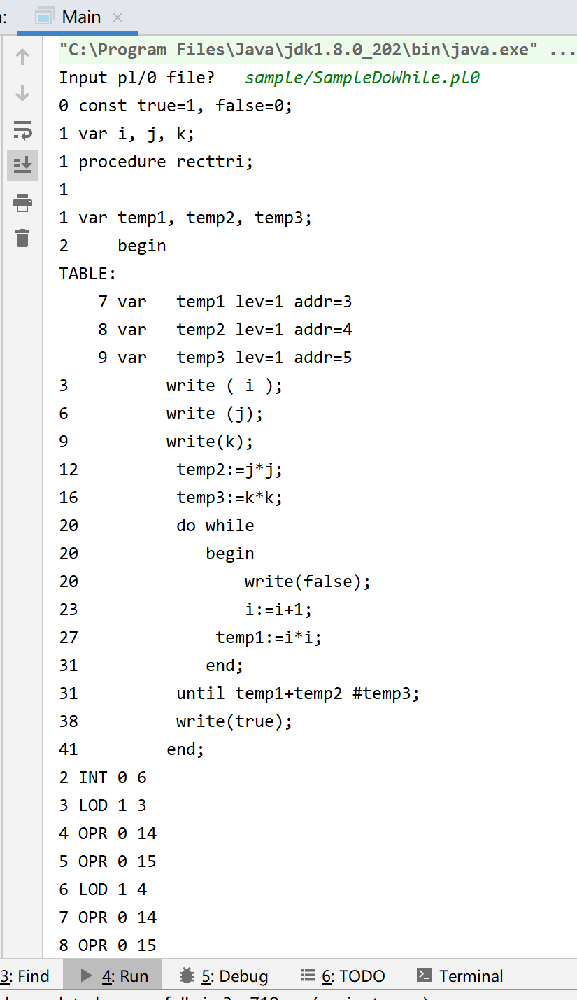 :
Main
"C:\Program Files\Java\jdk1.8.0_202\bin\java.exe" ...
Input pl/0 file?   sample/SampleDoWhile.pl0
0 const true=1, false=0;
1 var i, j, k;
1 procedure recttri;
1
1 var temp1, temp2, temp3;
2     begin
TABLE:
    7 var   temp1 lev=1 addr=3
    8 var   temp2 lev=1 addr=4
    9 var   temp3 lev=1 addr=5
3          write ( i );
6          write (j);
9          write(k);
12          temp2:=j*j;
16          temp3:=k*k;
20          do while
20             begin
20                 write(false);
23                 i:=i+1;
27              temp1:=i*i;
31             end;
31          until temp1+temp2 #temp3;
38          write(true);
41         end;
2 INT 0 6
3 LOD 1 3
4 OPR 0 14
5 OPR 0 15
6 LOD 1 4
7 OPR 0 14
8 OPR 0 15
3: Find 4: Run 5: Debug 6: TODO Terminal